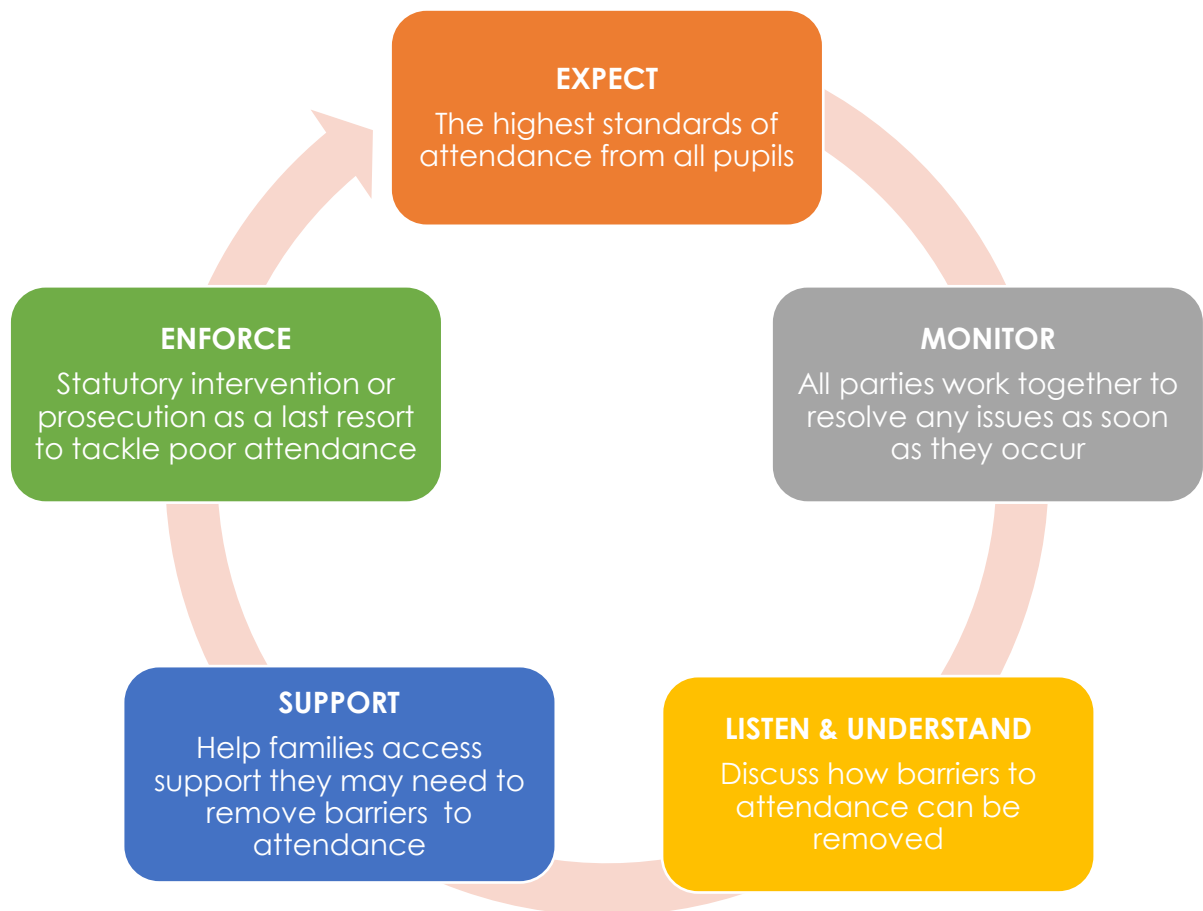 EXPECT
The highest standards of
attendance from all pupils
MONITOR
All parties work together to
resolve any issues as soon
as they occur
LISTEN & UNDERSTAND
Discuss how barriers to
attendance can be
removed
SUPPORT
Help families access
support they may need to
remove barriers  to
attendance
ENFORCE
Statutory intervention or
prosecution as a last resort
to tackle poor attendance